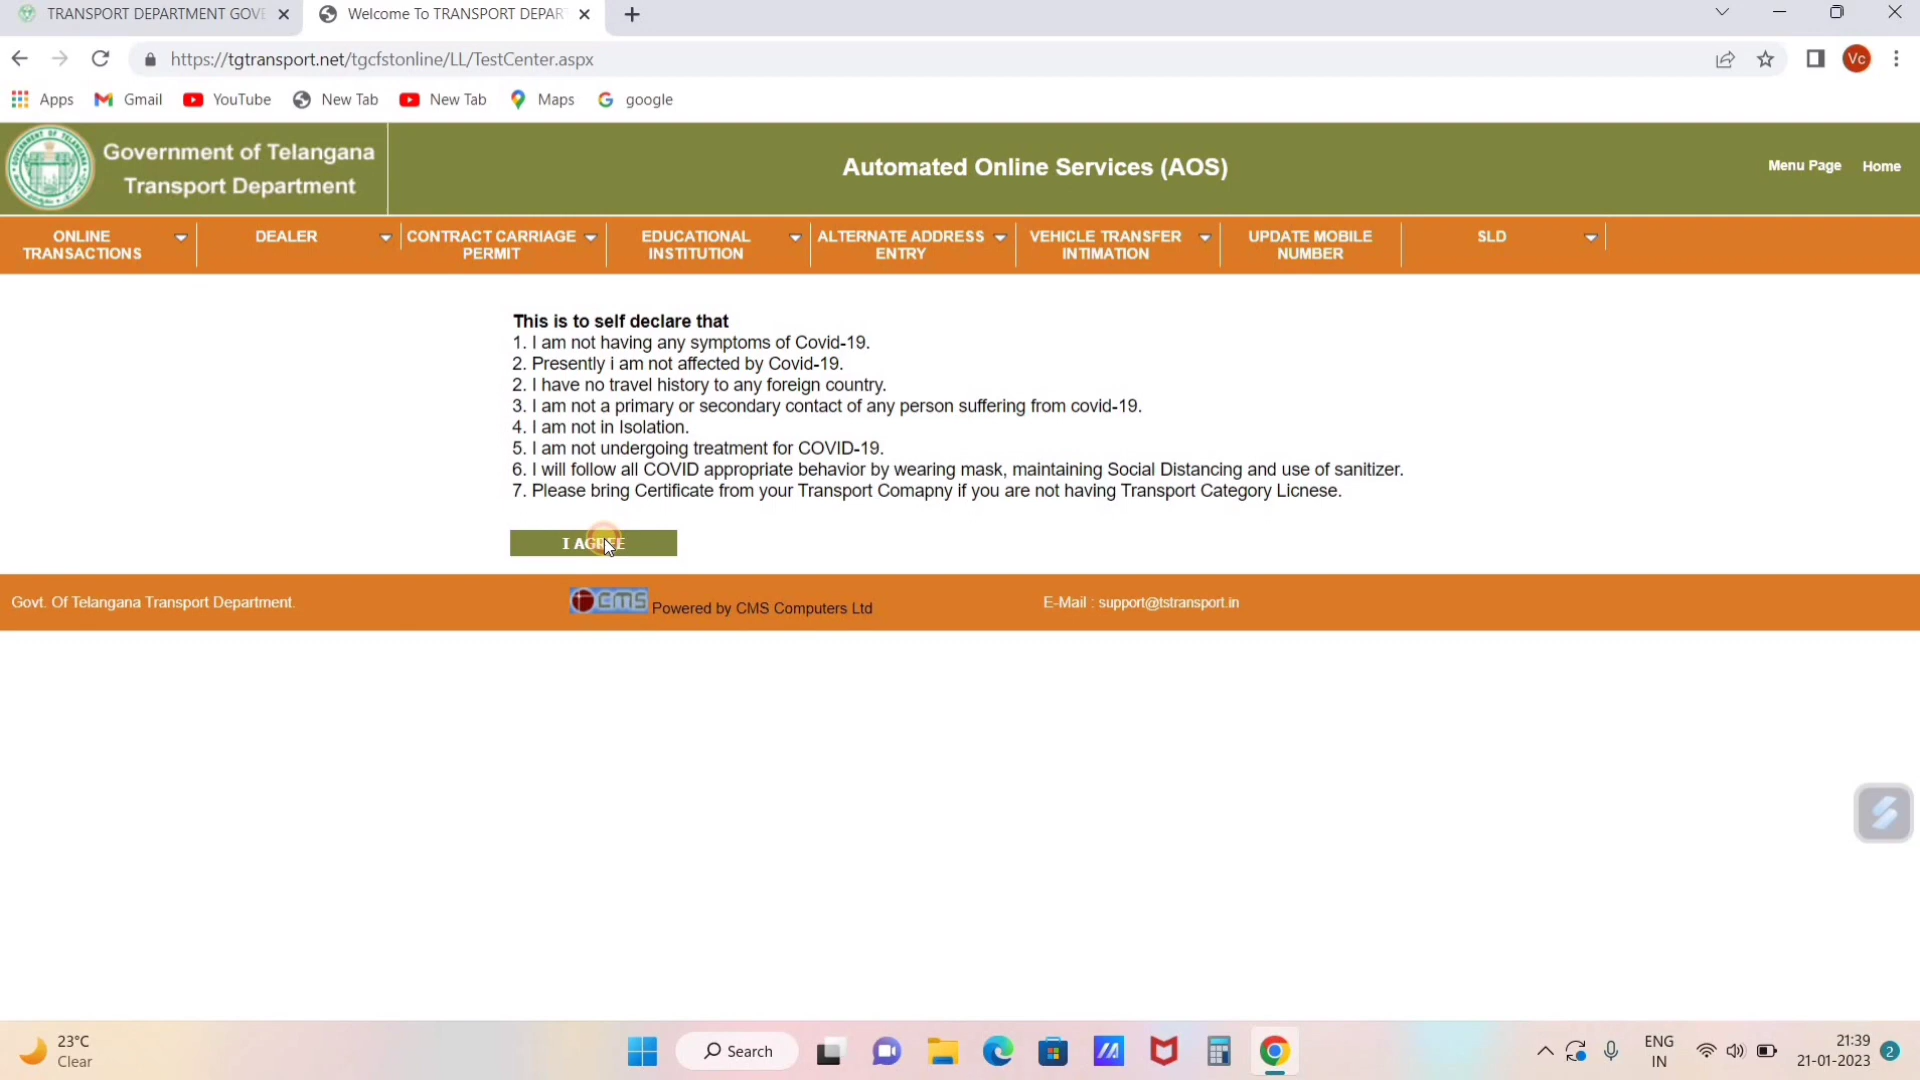 TRANSPORT DEPARTMENT GOVE
Welcome To TRANSPORT DEPAR
https://tgtransport.net/tgcfstonline/LL/TestCenter.aspx
Vc
Apps
Gmail
YouTube
New Tab
New Tab
Maps
google
Government of Telangana
Transport Department
Automated Online Services (AOS)
Menu Page
Home
ONLINE TRANSACTIONS
DEALER
CONTRACT CARRIAGE PERMIT
EDUCATIONAL INSTITUTION
ALTERNATE ADDRESS ENTRY
VEHICLE TRANSFER INTIMATION
UPDATE MOBILE NUMBER
SLD
This is to self declare that
1. I am not having any symptoms of Covid-19.
2. Presently i am not affected by Covid-19.
2. I have no travel history to any foreign country.
3. I am not a primary or secondary contact of any person suffering from covid-19.
4. I am not in Isolation.
5. I am not undergoing treatment for COVID-19.
6. I will follow all COVID appropriate behavior by wearing mask, maintaining Social Distancing and use of sanitizer.
7. Please bring Certificate from your Transport Comapny if you are not having Transport Category Licnese.
I AGREE
Govt. Of Telangana Transport Department.
CMS Powered by CMS Computers Ltd
E-Mail : support@tstransport.in
23°C
Clear
Search
ENG
IN
21:39
21-01-2023
2